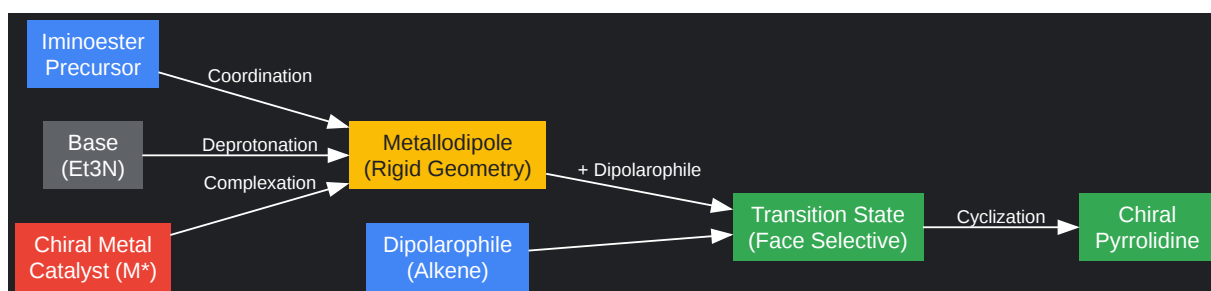 Iminoester
Precursor
Coordination
Base
(Et3N)
Deprotonation
Complexation
Chiral Metal
Catalyst (M*)
Metallodipole
(Rigid Geometry)
+ Dipolarophile
Dipolarophile
(Alkene)
Transition State
(Face Selective)
Cyclization
Chiral
Pyrrolidine